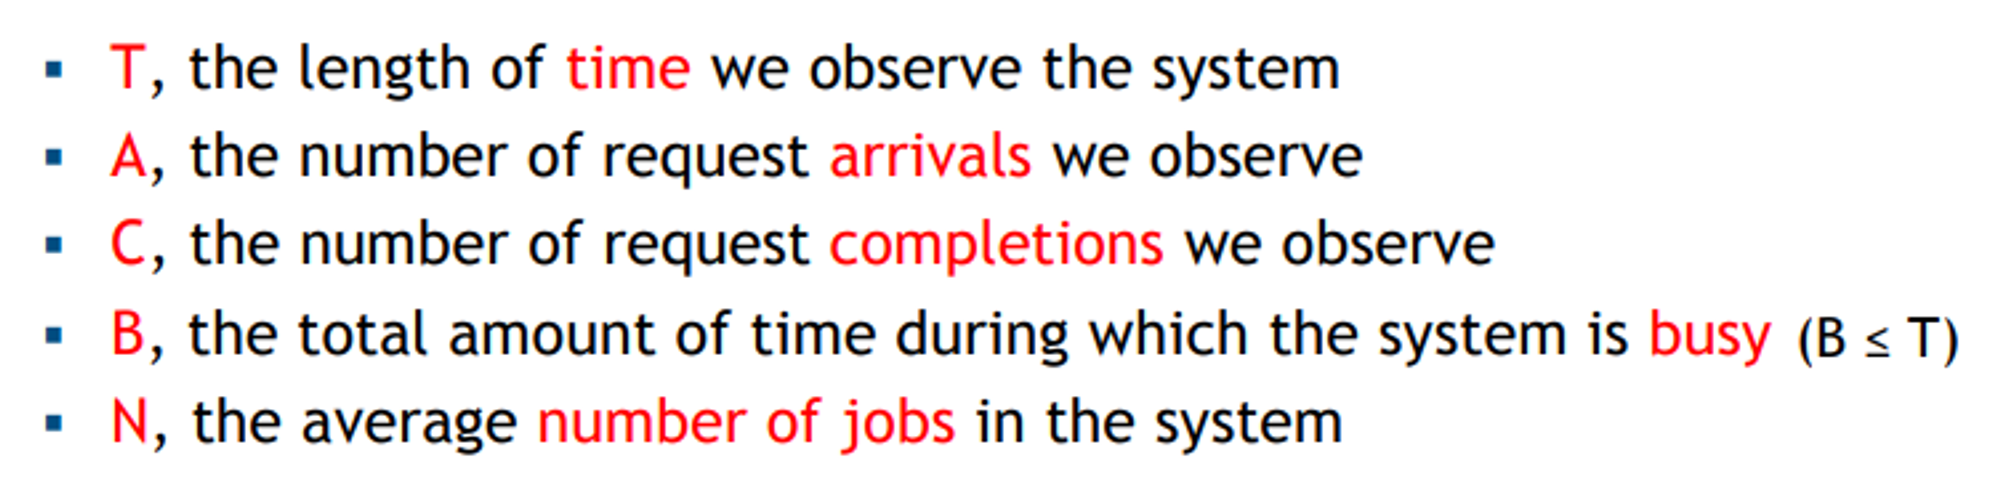 ▪ T, the length of time we observe the system
▪ A, the number of request arrivals we observe
▪ C, the number of request completions we observe
▪ B, the total amount of time during which the system is busy (B ≤ T)
▪ N, the average number of jobs in the system